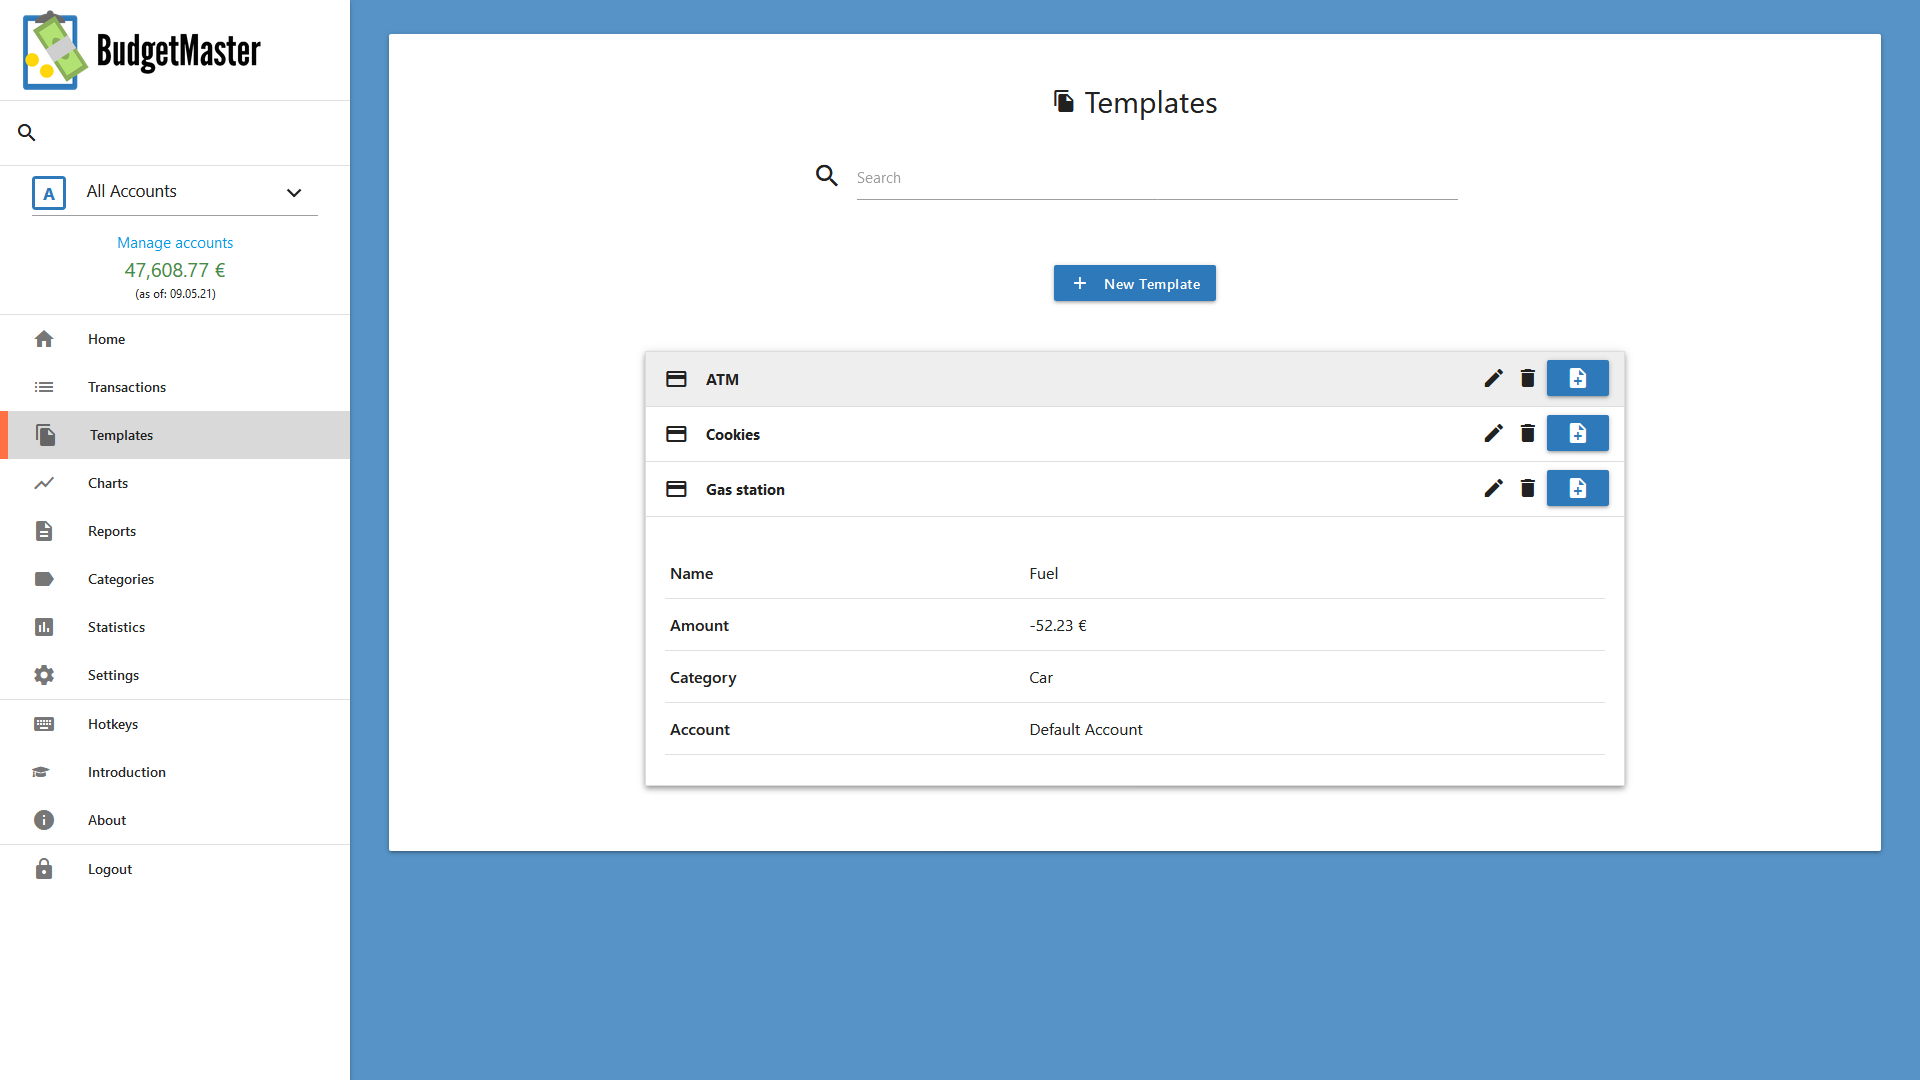 BudgetMaster
A All Accounts
Manage accounts
47,608.77 €
(as of: 09.05.21)
Home
Transactions
Templates
Charts
Reports
Categories
Statistics
Settings
Hotkeys
Introduction
About
Logout
Templates
Search
New Template
ATM
Cookies
Gas station
Name Fuel
Amount -52.23 €
Category Car
Account Default Account